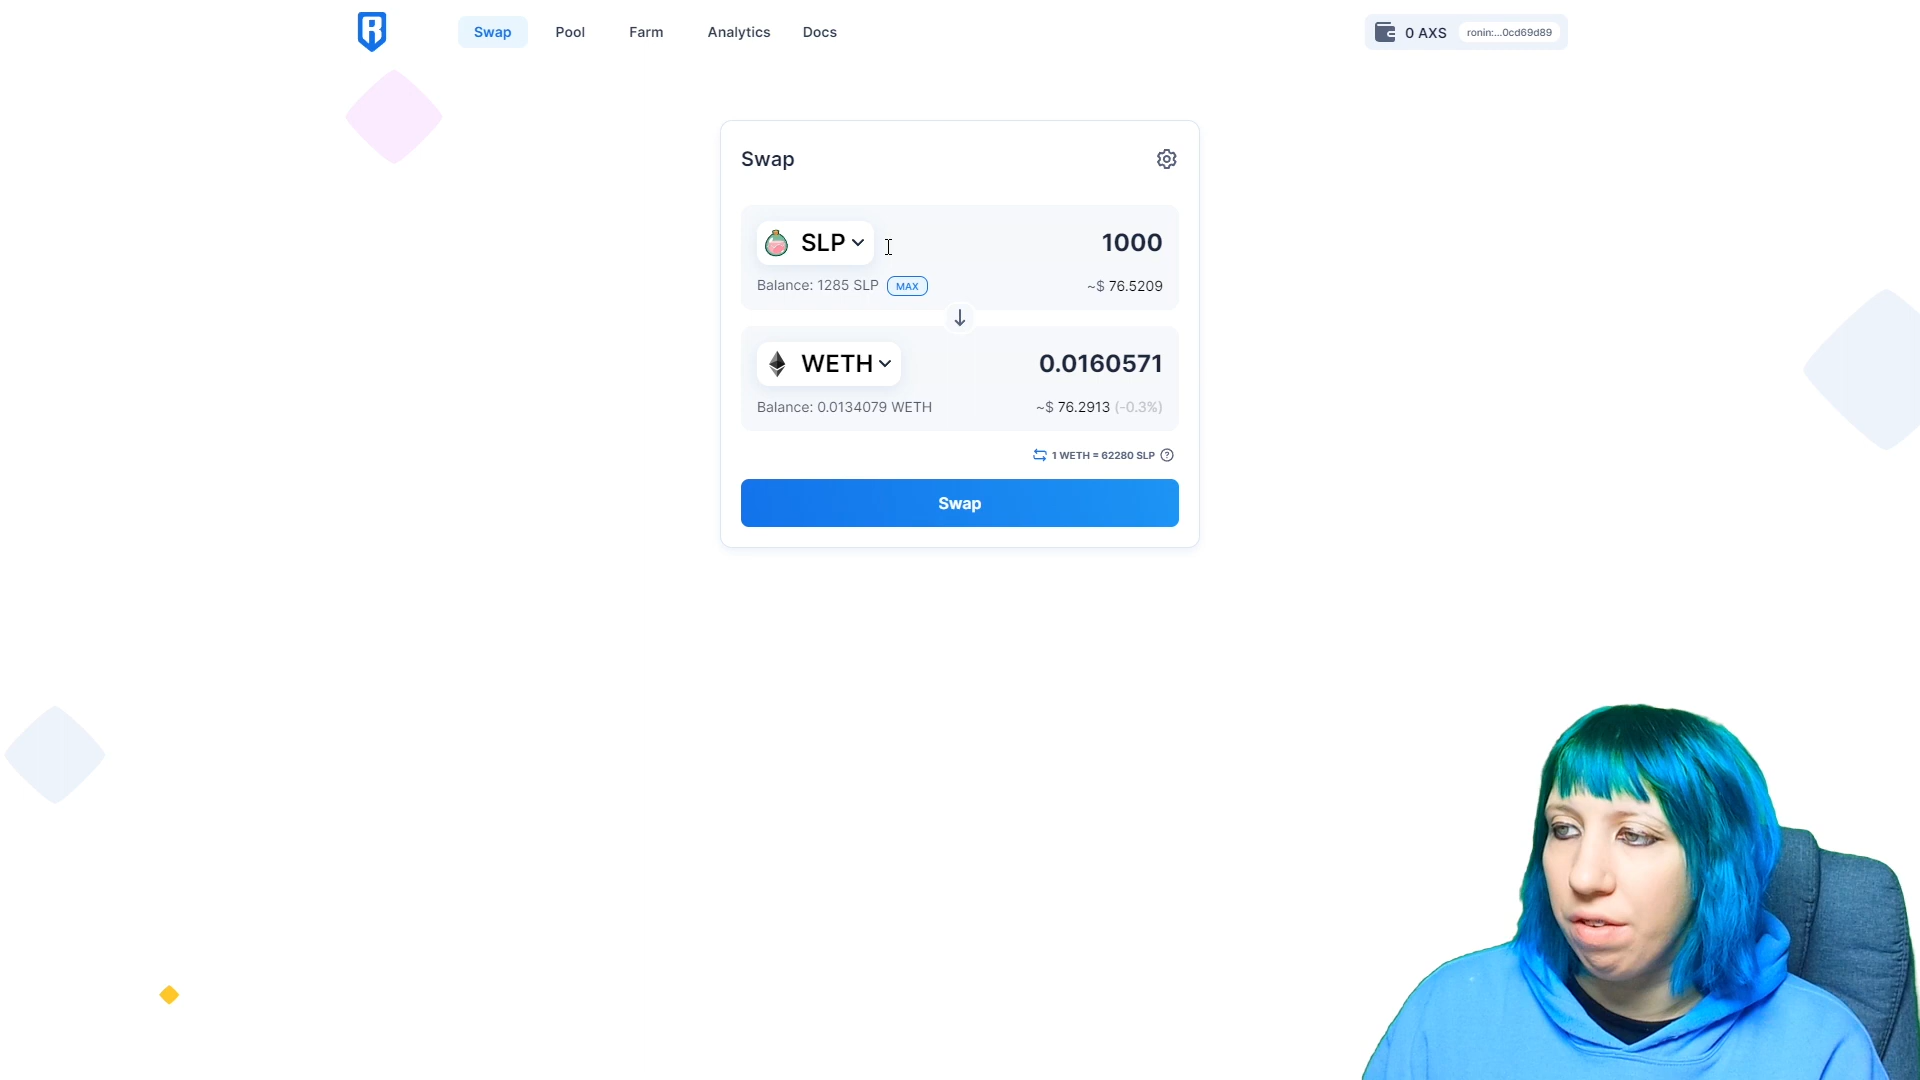 Swap Pool Farm Analytics Docs
0 AXS ronin:...0cd69d89
Swap
SLP 1000
Balance: 1285 SLP MAX ~$ 76.5209
WETH 0.0160571
Balance: 0.0134079 WETH ~$ 76.2913 (-0.3%)
1 WETH = 62280 SLP ?
Swap